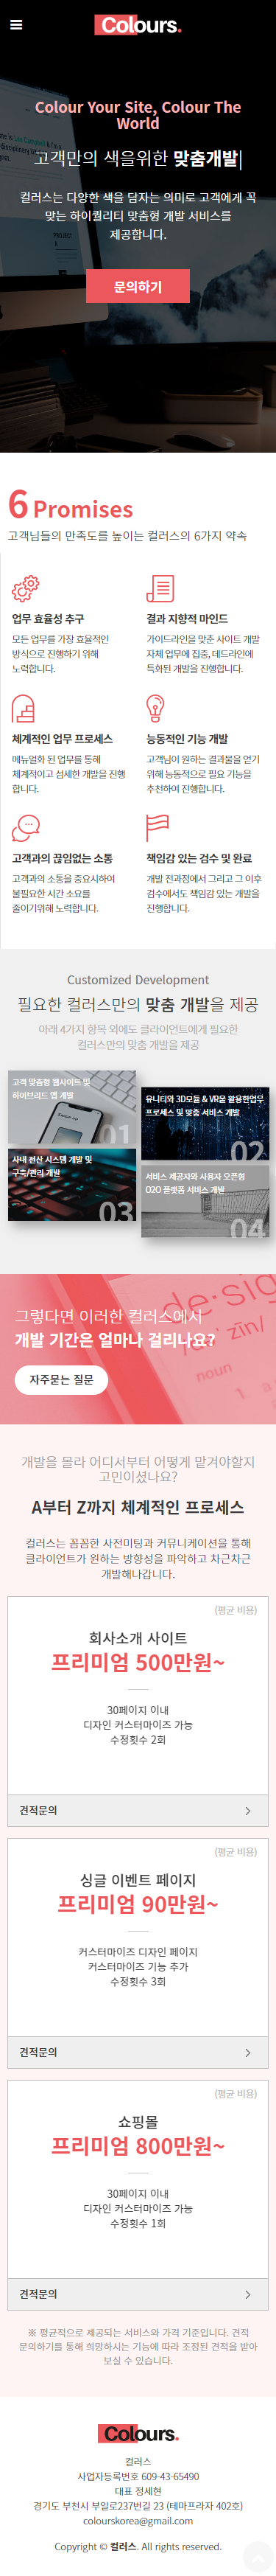 Colours.
Colour Your Site, Colour The
World
고객만의 색을위한 맞춤개발|
컬러스는 다양한 색을 담자는 의미로 고객에게 꼭
맞는 하이퀄리티 맞춤형 개발 서비스를
제공합니다.
문의하기
6 Promises
고객님들의 만족도를 높이는 컬러스의 6가지 약속
업무 효율성 추구
모든 업무를 가장 효율적인
방식으로 진행하기 위해
노력합니다.
결과 지향적 마인드
가이드라인을 맞춘 사이트 개발
자체 업무에 집중, 데드라인에
특화된 개발을 진행합니다.
체계적인 업무 프로세스
메뉴얼화 된 업무를 통해
체계적이고 섬세한 개발을 진행
합니다.
능동적인 기능 개발
고객님이 원하는 결과물을 얻기
위해 능동적으로 필요 기능을
추천하여 진행합니다.
고객과의 끊임없는 소통
고객과의 소통을 중요시하여
불필요한 시간 소요를
줄이기위해 노력합니다.
책임감 있는 검수 및 완료
개발 전과정에서 그리고 그 이후
검수에서도 책임감 있는 개발을
진행합니다.
Customized Development
필요한 컬러스만의 맞춤 개발을 제공
아래 4가지 항목 외에도 클라이언트에게 필요한
컬러스만의 맞춤 개발을 제공
고객 맞춤형 웹사이트 및
하이브리드 앱 개발
01
유니티와 3D모듈 & VR을 활용한업무
프로세스 및 맞춤 서비스 개발
02
사내 전산 시스템 개발 및
구축/관리 개발
03
서비스 제공자와 사용자 오픈형
O2O 플랫폼 서비스 개발
04
그렇다면 이러한 컬러스에서
개발 기간은 얼마나 걸리나요?
자주묻는 질문
de·sig
zīn/
noun
개발을 몰라 어디서부터 어떻게 맡겨야할지
고민이셨나요?
A부터 Z까지 체계적인 프로세스
컬러스는 꼼꼼한 사전미팅과 커뮤니케이션을 통해
클라이언트가 원하는 방향성을 파악하고 차근차근
개발해나갑니다.
(평균 비용)
회사소개 사이트
프리미엄 500만원~
30페이지 이내
디자인 커스터마이즈 가능
수정횟수 2회
견적문의
(평균 비용)
싱글 이벤트 페이지
프리미엄 90만원~
커스터마이즈 디자인 페이지
커스터마이즈 기능 추가
수정횟수 3회
견적문의
(평균 비용)
쇼핑몰
프리미엄 800만원~
30페이지 이내
디자인 커스터마이즈 가능
수정횟수 1회
견적문의
※ 평균적으로 제공되는 서비스와 가격 기준입니다. 견적
문의하기를 통해 희망하시는 기능에 따라 조정된 견적을 받아
보실 수 있습니다.
Colours.
컬러스
사업자등록번호 609-43-65490
대표 정세현
경기도 부천시 부일로237번길 23 (테마프라자 402호)
colourskorea@gmail.com
Copyright © 컬러스. All rights reserved.